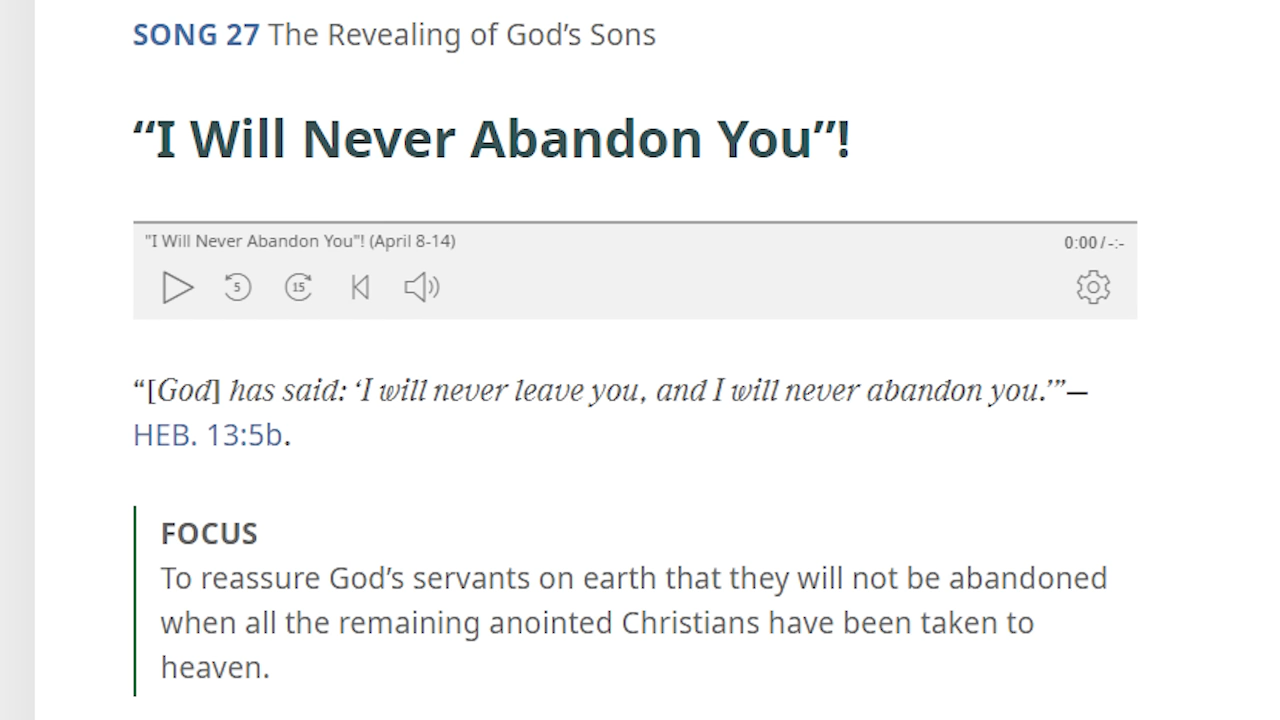 SONG 27 The Revealing of God’s Sons
“I Will Never Abandon You”!
"I Will Never Abandon You"! (April 8-14)
0:00 / -:-
5 15
“[God] has said: ‘I will never leave you, and I will never abandon you.’”—
HEB. 13:5b.
FOCUS
To reassure God’s servants on earth that they will not be abandoned
when all the remaining anointed Christians have been taken to
heaven.